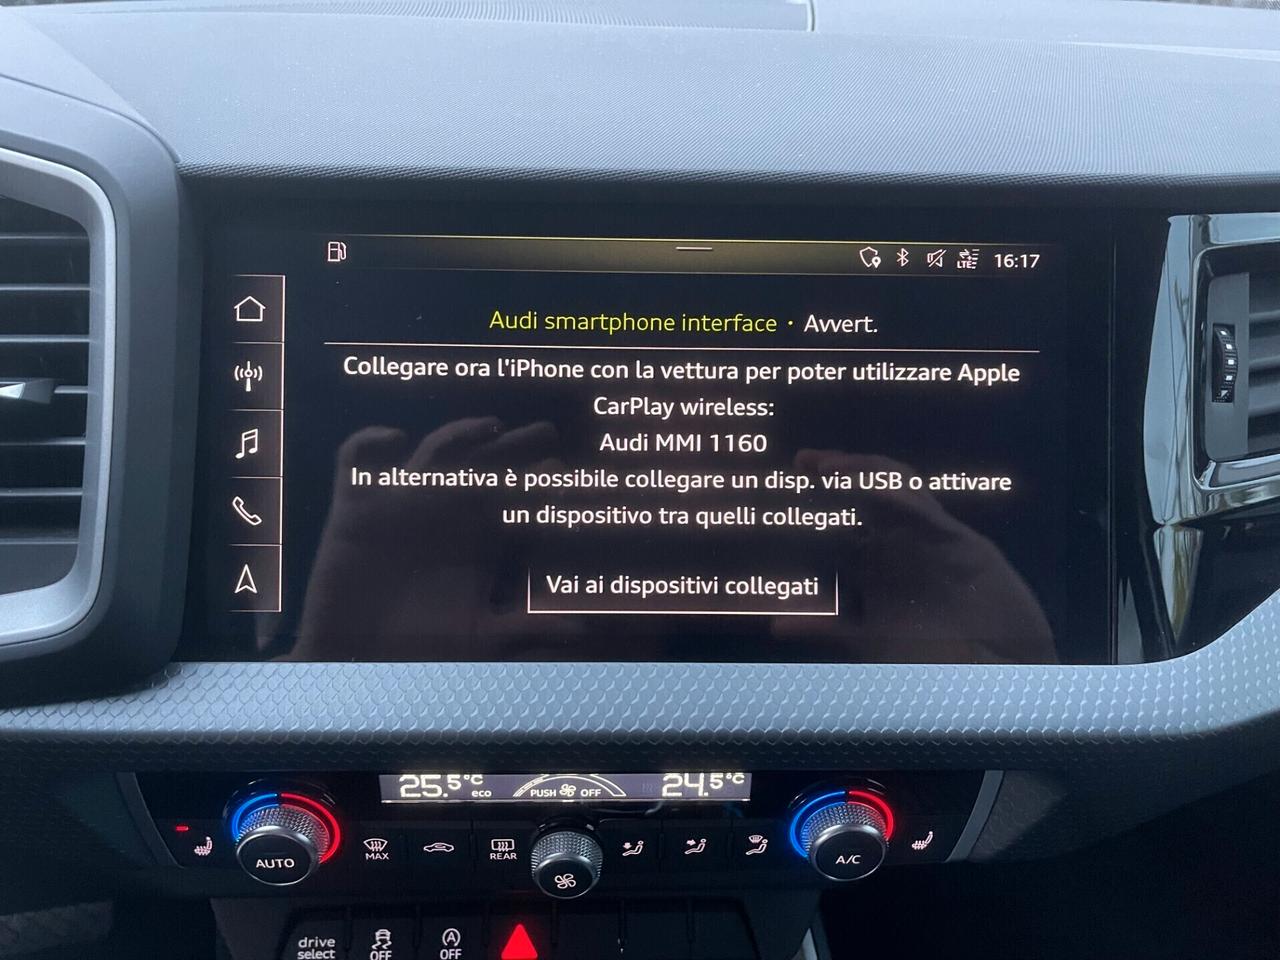 LTE 16:17
Audi smartphone interface · Avvert.
Collegare ora l'iPhone con la vettura per poter utilizzare Apple
CarPlay wireless:
Audi MMI 1160
In alternativa è possibile collegare un disp. via USB o attivare
un dispositivo tra quelli collegati.
Vai ai dispositivi collegati
25.5°C eco PUSH OFF 24.5°C
AUTO MAX REAR A/C
drive
select OFF A OFF